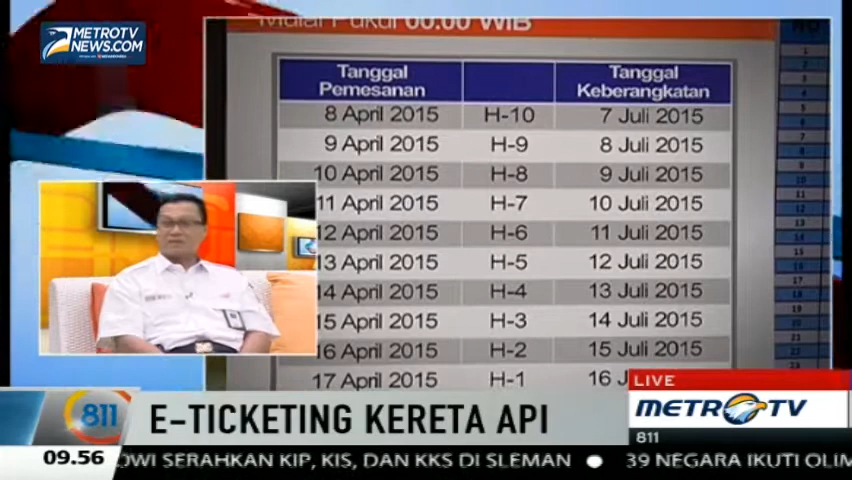 METROTV
NEWS.COM
Mulai Pukul 00.00 WIB
Tanggal Pemesanan Tanggal Keberangkatan
8 April 2015 H-10 7 Juli 2015
9 April 2015 H-9 8 Juli 2015
10 April 2015 H-8 9 Juli 2015
11 April 2015 H-7 10 Juli 2015
12 April 2015 H-6 11 Juli 2015
13 April 2015 H-5 12 Juli 2015
14 April 2015 H-4 13 Juli 2015
15 April 2015 H-3 14 Juli 2015
16 April 2015 H-2 15 Juli 2015
17 April 2015 H-1 16
LIVE
METRO TV
811
811 E-TICKETING KERETA API
09.56 OWI SERAHKAN KIP, KIS, DAN KKS DI SLEMAN ● 39 NEGARA IKUTI OLIM